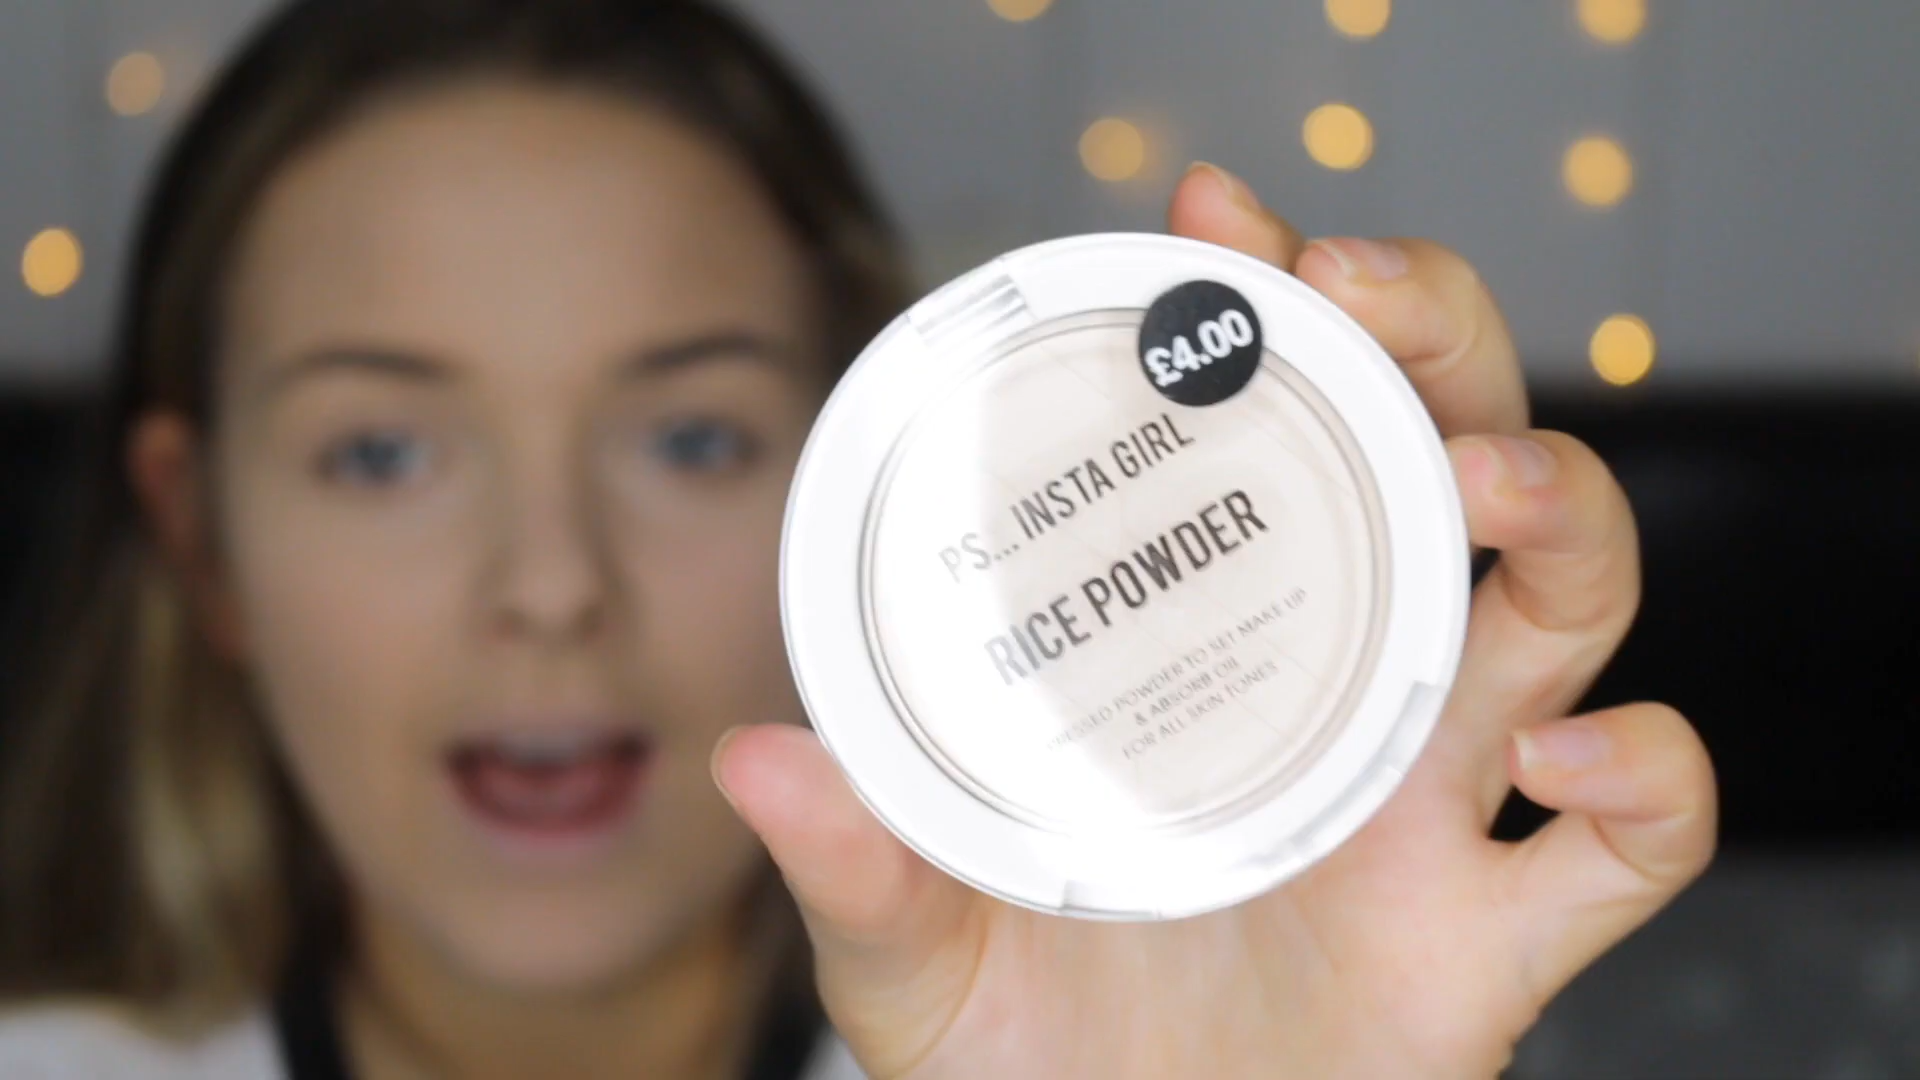 £4.00
PS... INSTA GIRL
RICE POWDER
PRESSED POWDER TO SET MAKE UP
& ABSORB OIL
FOR ALL SKIN TONES